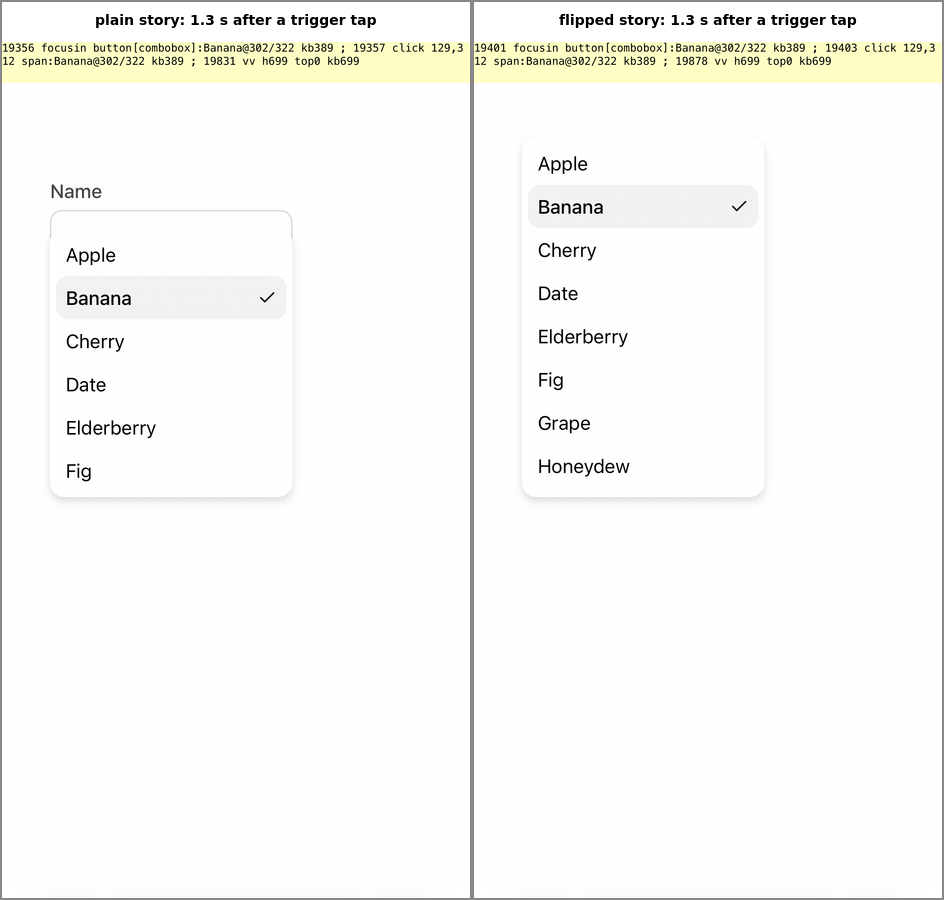 plain story: 1.3 s after a trigger tap
19356 focusin button[combobox]:Banana@302/322 kb389 ; 19357 click 129,3
12 span:Banana@302/322 kb389 ; 19831 vv h699 top0 kb699
Name
Apple
Banana
Cherry
Date
Elderberry
Fig
flipped story: 1.3 s after a trigger tap
19401 focusin button[combobox]:Banana@302/322 kb389 ; 19403 click 129,3
12 span:Banana@302/322 kb389 ; 19878 vv h699 top0 kb699
Apple
Banana
Cherry
Date
Elderberry
Fig
Grape
Honeydew